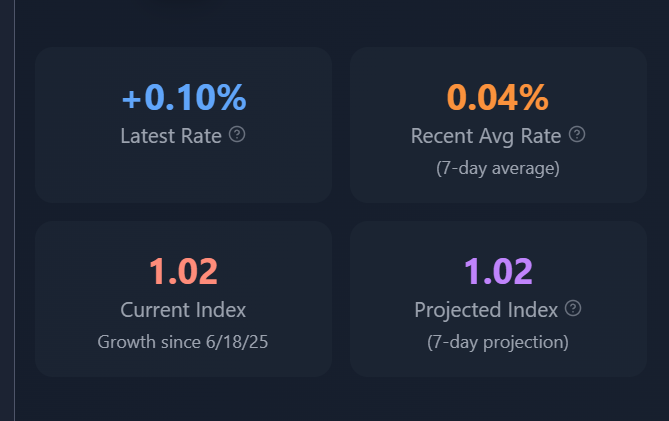 +0.10%
Latest Rate
0.04%
Recent Avg Rate
(7-day average)
1.02
Current Index
Growth since 6/18/25
1.02
Projected Index
(7-day projection)